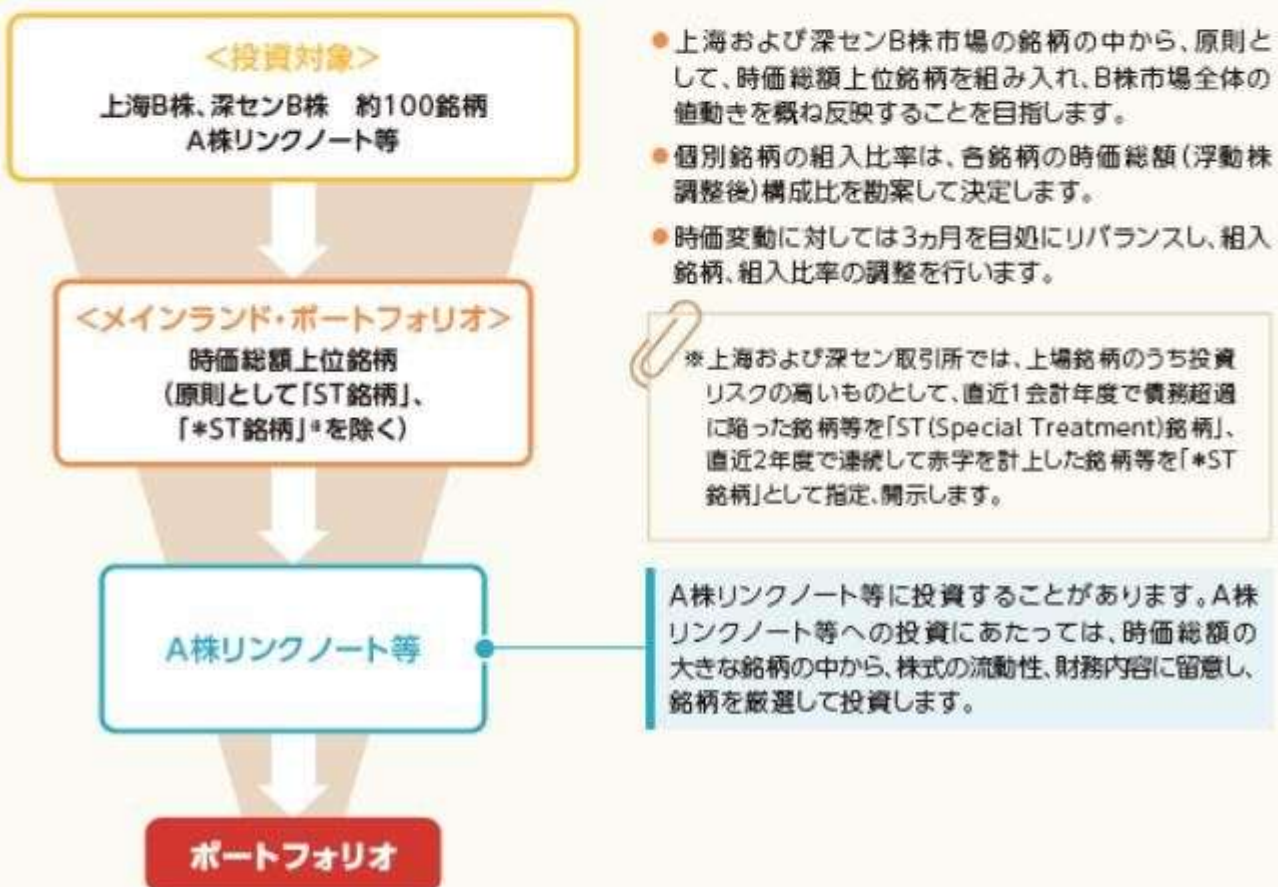 <投資対象>
上海B株、深センB株　約100銘柄
A株リンクノート等
<メインランド・ポートフォリオ>
時価総額上位銘柄
(原則として「ST銘柄」、
「*ST銘柄」※を除く)
A株リンクノート等
ポートフォリオ
●上海および深センB株市場の銘柄の中から、原則と
して、時価総額上位銘柄を組み入れ、B株市場全体の
値動きを概ね反映することを目指します。
●個別銘柄の組入比率は、各銘柄の時価総額(浮動株
調整後)構成比を勘案して決定します。
●時価変動に対しては3ヵ月を目処にリバランスし、組入
銘柄、組入比率の調整を行います。
※上海および深セン取引所では、上場銘柄のうち投資
リスクの高いものとして、直近1会計年度で債務超過
に陥った銘柄等を「ST(Special Treatment)銘柄」、
直近2年度で連続して赤字を計上した銘柄等を「*ST
銘柄」として指定、開示します。
A株リンクノート等に投資することがあります。A株
リンクノート等への投資にあたっては、時価総額の
大きな銘柄の中から、株式の流動性、財務内容に留意し、
銘柄を厳選して投資します。